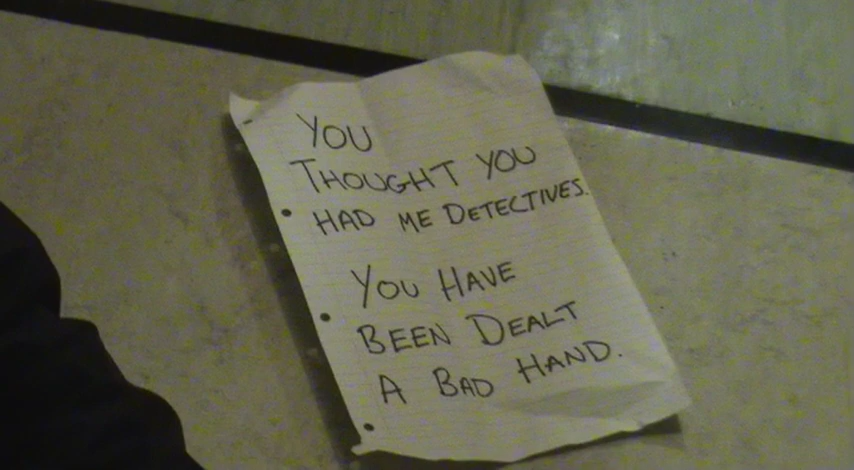 YOU
THOUGHT YOU
HAD ME DETECTIVES.
YOU HAVE
BEEN DEALT
A BAD HAND.